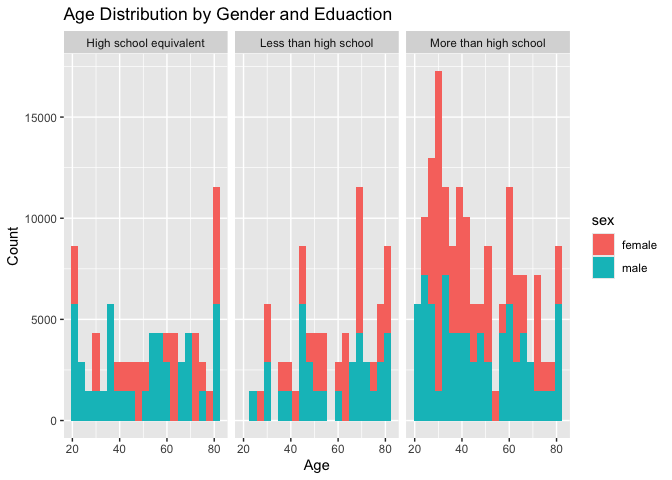 Age Distribution by Gender and Eduaction
High school equivalent
Less than high school
More than high school
15000
10000
5000
0
Count
20 40 60 80
20 40 60 80
20 40 60 80
Age
sex
female
male